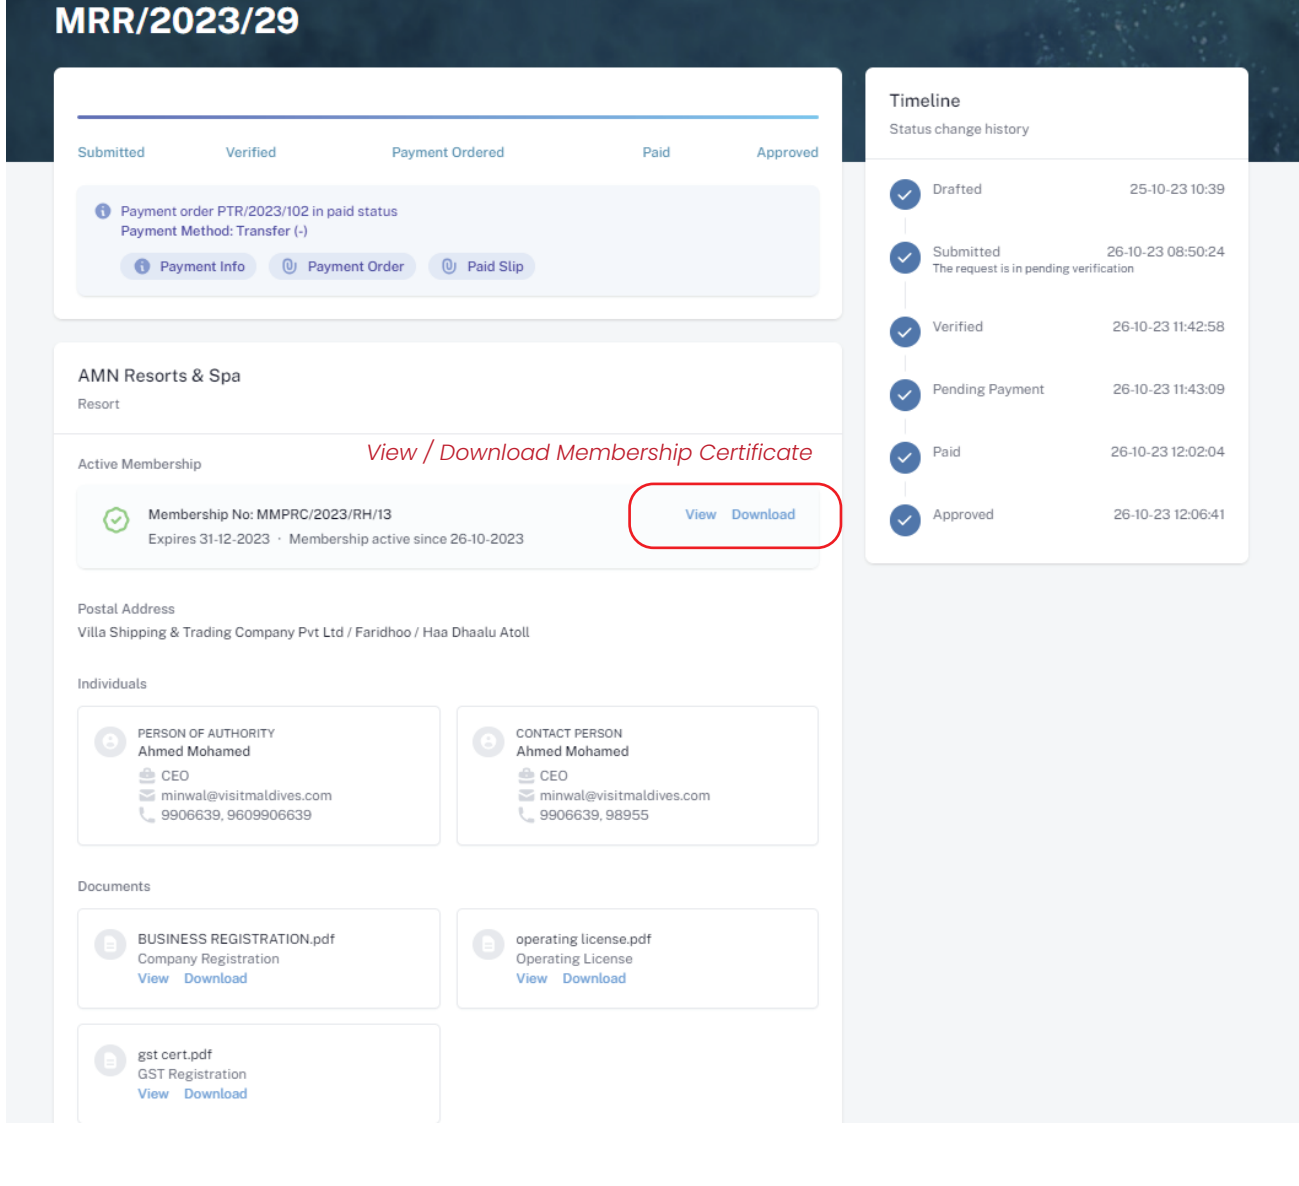 MRR/2023/29
Submitted Verified Payment Ordered Paid Approved
Payment order PTR/2023/102 in paid status
Payment Method: Transfer (-)
Payment Info Payment Order Paid Slip
AMN Resorts & Spa
Resort
View / Download Membership Certificate
Active Membership
Membership No: MMPRC/2023/RH/13
View Download
Expires 31-12-2023 · Membership active since 26-10-2023
Postal Address
Villa Shipping & Trading Company Pvt Ltd / Faridhoo / Haa Dhaalu Atoll
Individuals
PERSON OF AUTHORITY
Ahmed Mohamed
CEO
minwal@visitmaldives.com
9906639, 9609906639
CONTACT PERSON
Ahmed Mohamed
CEO
minwal@visitmaldives.com
9906639, 98955
Documents
BUSINESS REGISTRATION.pdf
Company Registration
View Download
operating license.pdf
Operating License
View Download
gst cert.pdf
GST Registration
View Download
Timeline
Status change history
Drafted 25-10-23 10:39
Submitted 26-10-23 08:50:24
The request is in pending verification
Verified 26-10-23 11:42:58
Pending Payment 26-10-23 11:43:09
Paid 26-10-23 12:02:04
Approved 26-10-23 12:06:41